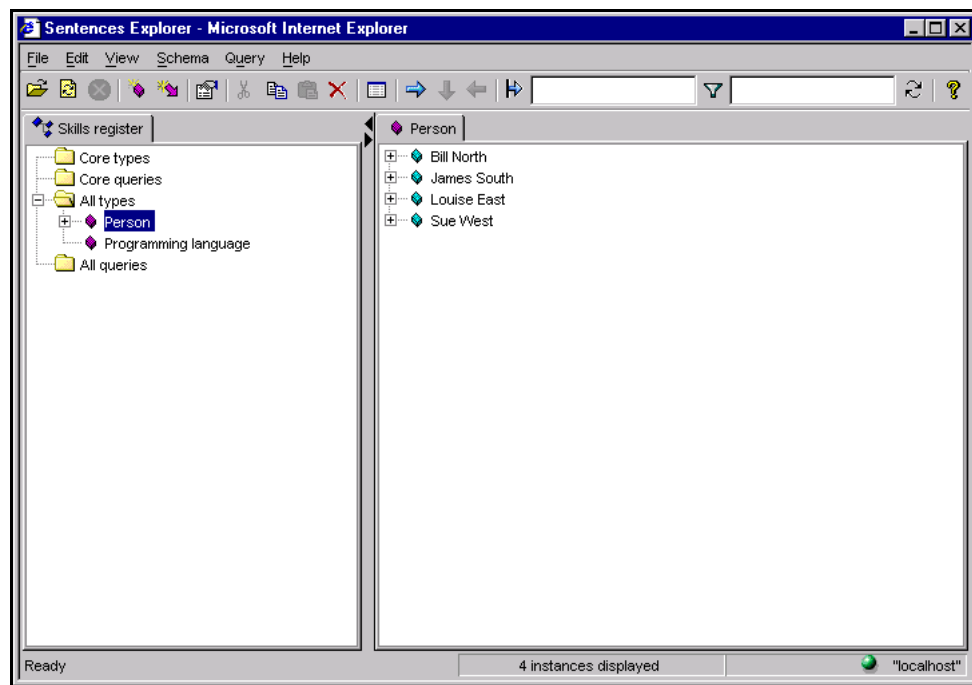 Sentences Explorer - Microsoft Internet Explorer
File Edit View Schema Query Help
Skills register
Core types
Core queries
All types
Person
Programming language
All queries
Person
Bill North
James South
Louise East
Sue West
Ready
4 instances displayed
"localhost"